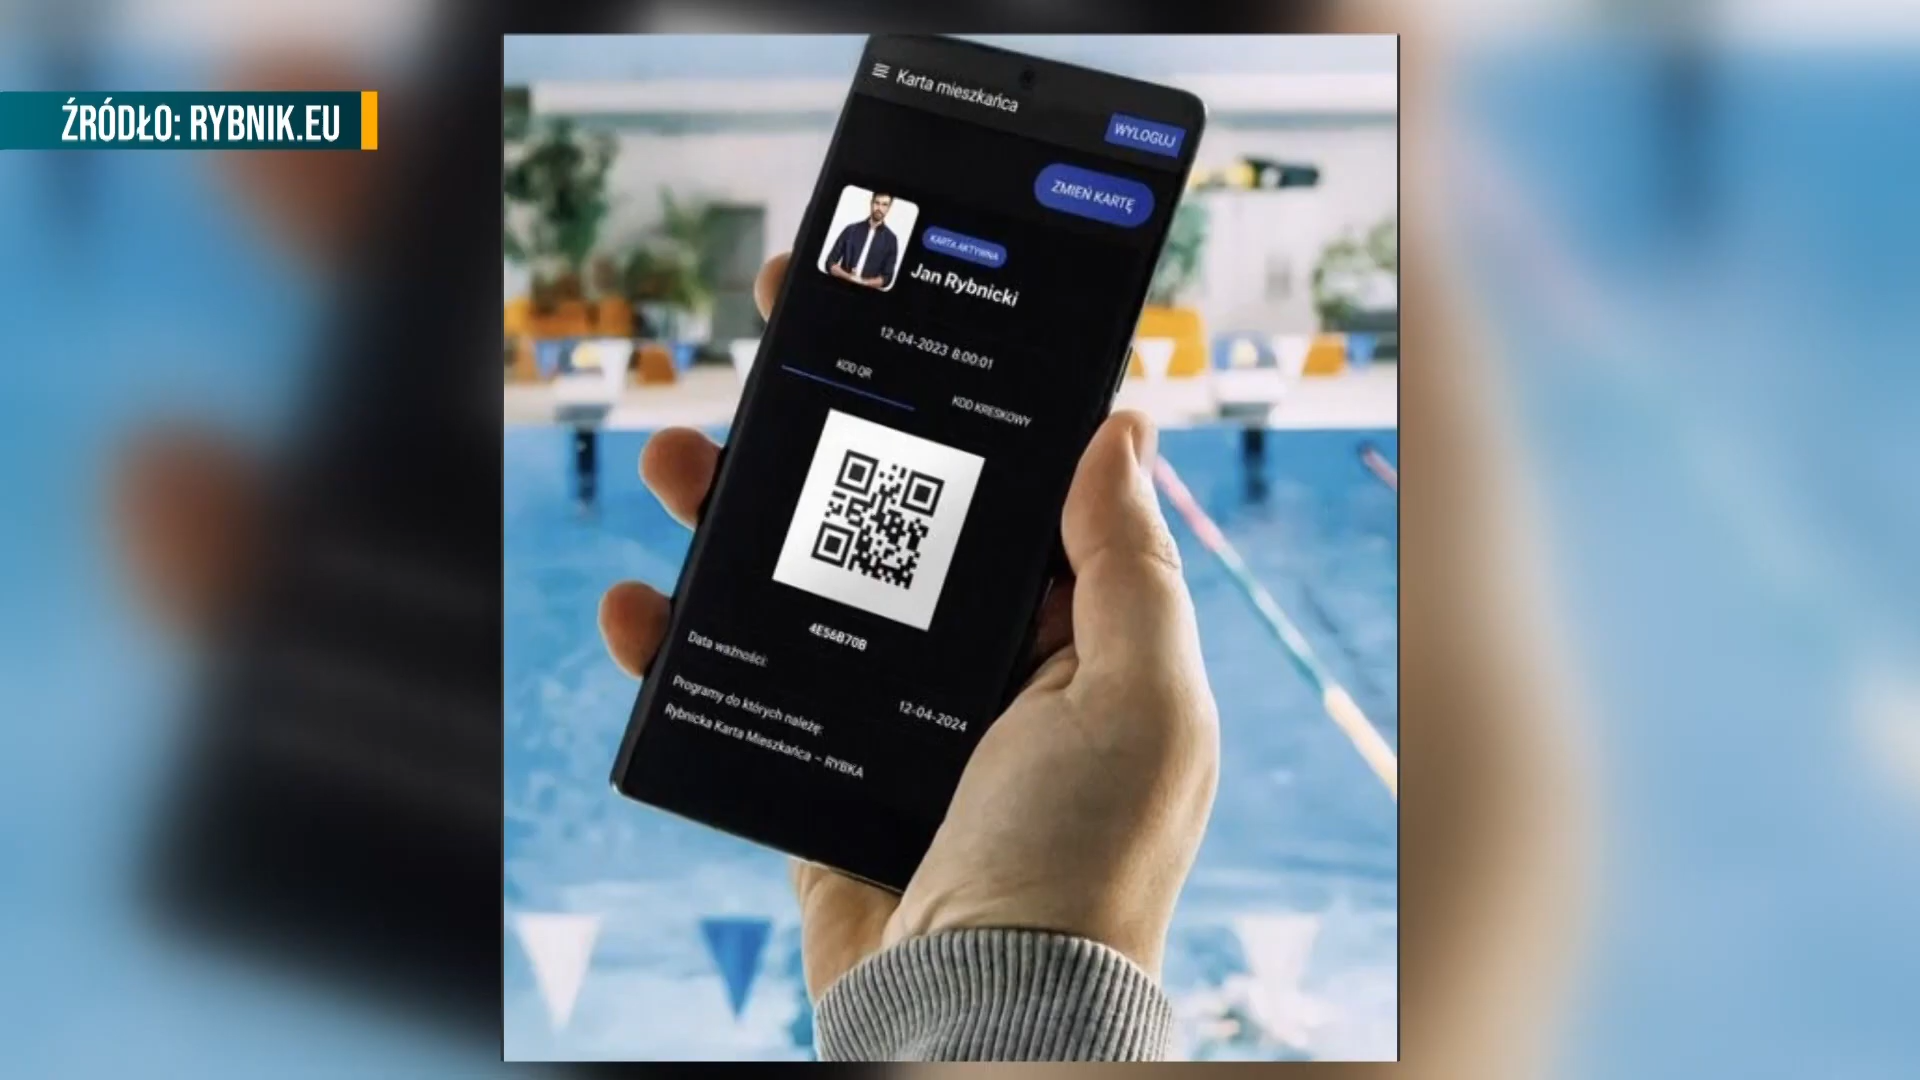 ŹRÓDŁO: RYBNIK.EU
Karta mieszkańca
WYLOGUJ
ZMIEŃ KARTĘ
KARTA AKTYWNA
Jan Rybnicki
12-04-2023 8:00:01
KOD QR
KOD KRESKOWY
4E56B70B
Data ważności:
12-04-2024
Programy do których należę:
Rybnicka Karta Mieszkańca – RYBKA